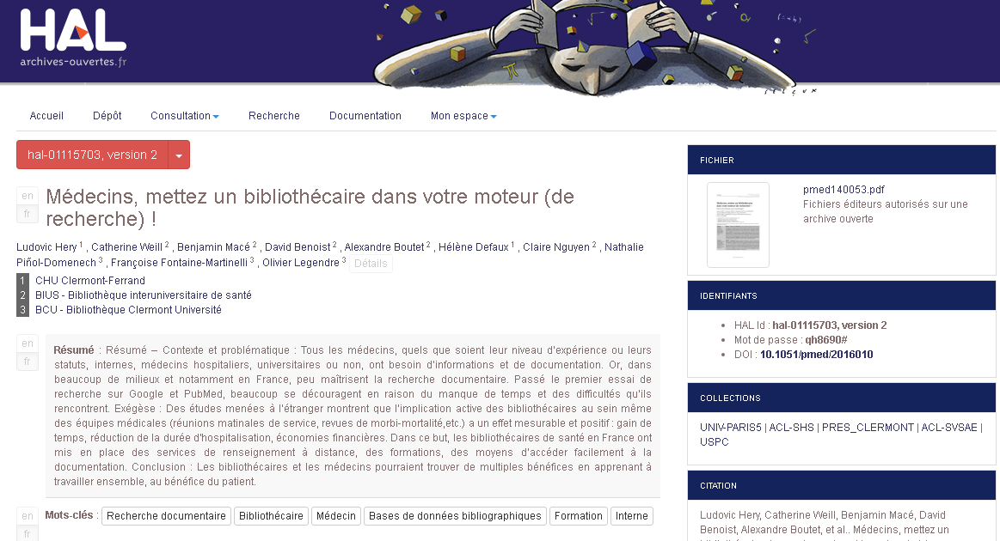 HAL
archives-ouvertes.fr
Accueil Dépôt Consultation Recherche Documentation Mon espace
hal-01115703, version 2
en
fr
Médecins, mettez un bibliothécaire dans votre moteur (de
recherche) !
Ludovic Hery 1 , Catherine Weill 2 , Benjamin Macé 2 , David Benoist 2 , Alexandre Boutet 2 , Hélène Defaux 1 , Claire Nguyen 2 , Nathalie
Piñol-Domenech 3 , Françoise Fontaine-Martinelli 3 , Olivier Legendre 3 Détails
1 CHU Clermont-Ferrand
2 BIUS - Bibliothèque interuniversitaire de santé
3 BCU - Bibliothèque Clermont Université
en
fr
Résumé : Résumé – Contexte et problématique : Tous les médecins, quels que soient leur niveau d'expérience ou leurs
statuts, internes, médecins hospitaliers, universitaires ou non, ont besoin d'informations et de documentation. Or, dans
beaucoup de milieux et notamment en France, peu maîtrisent la recherche documentaire. Passé le premier essai de
recherche sur Google et PubMed, beaucoup se découragent en raison du manque de temps et des difficultés qu'ils
rencontrent. Exégèse : Des études menées à l'étranger montrent que l'implication active des bibliothécaires au sein même
des équipes médicales (réunions matinales de service, revues de morbi-mortalité,etc.) a un effet mesurable et positif : gain de
temps, réduction de la durée d'hospitalisation, économies financières. Dans ce but, les bibliothécaires de santé en France ont
mis en place des services de renseignement à distance, des formations, des moyens d'accéder facilement à la
documentation. Conclusion : Les bibliothécaires et les médecins pourraient trouver de multiples bénéfices en apprenant à
travailler ensemble, au bénéfice du patient.
en
fr
Mots-clés : Recherche documentaire Bibliothécaire Médecin Bases de données bibliographiques Formation Interne
FICHIER
pmed140053.pdf
Fichiers éditeurs autorisés sur une
archive ouverte
IDENTIFIANTS
HAL Id : hal-01115703, version 2
Mot de passe : qh8690#
DOI : 10.1051/pmed/2016010
COLLECTIONS
UNIV-PARIS5 | ACL-SHS | PRES_CLERMONT | ACL-SVSAE |
USPC
CITATION
Ludovic Hery, Catherine Weill, Benjamin Macé, David
Benoist, Alexandre Boutet, et al.. Médecins, mettez un